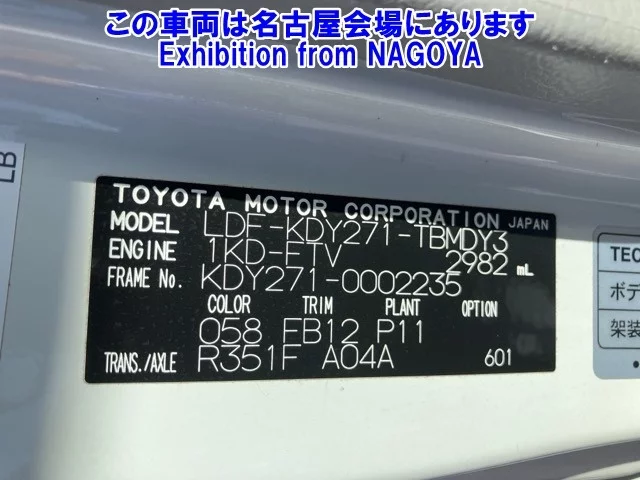 この車両は名古屋会場にあります
Exhibition from NAGOYA
LB
TOYOTA MOTOR CORPORATION JAPAN
MODEL LDF-KDY271-TBMDY3
ENGINE 1KD-FTV 2982 mL
FRAME No. KDY271-0002235
COLOR TRIM PLANT OPTION
058 FB12 P11
TRANS./AXLE R351F A04A 601
TEC
ボデ
架装